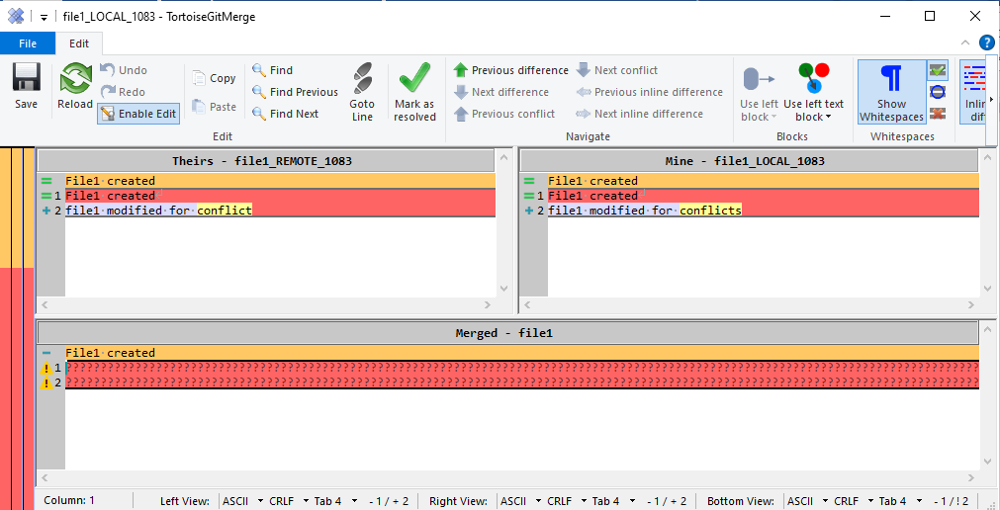 file1_LOCAL_1083 - TortoiseGitMerge
File Edit
Save
Reload
Undo
Redo
Enable Edit
Copy
Paste
Find
Find Previous
Find Next
Goto
Line
Mark as
resolved
Edit
Previous difference
Next difference
Previous conflict
Next conflict
Previous inline difference
Next inline difference
Navigate
Use left
block
Use left text
block
Blocks
Show
Whitespaces
Whitespaces
Inlin
diff
Theirs - file1_REMOTE_1083
File1·created
1 File1 created
2 file1·modified·for·conflict
Mine - file1_LOCAL_1083
File1·created
1 File1 created
2 file1·modified·for·conflicts
Merged - file1
File1·created
1
2
Column: 1 Left View: ASCII CRLF Tab 4 - 1 / + 2 Right View: ASCII CRLF Tab 4 - 1 / + 2 Bottom View: ASCII CRLF Tab 4 - 1 / ! 2